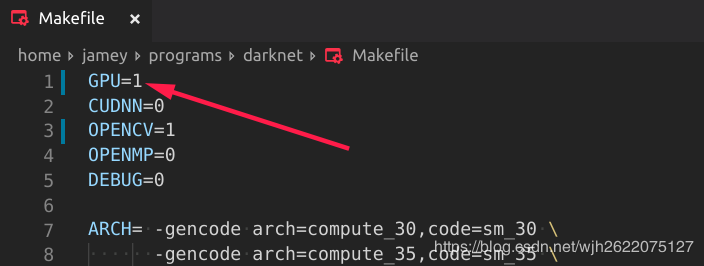 Makefile ×
home jamey programs darknet Makefile
1 GPU=1
2 CUDNN=0
3 OPENCV=1
4 OPENMP=0
5 DEBUG=0
6
7 ARCH= -gencode arch=compute_30,code=sm_30 \
8 -gencode arch=compute_35,code=sm_35 \
https://blog.csdn.net/wjh2622075127